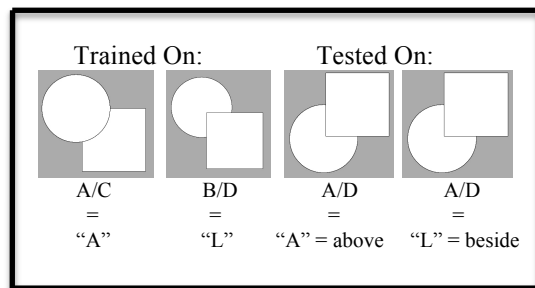 Trained On: Tested On:
A/C B/D A/D A/D
= = = =
“A” “L” “A” = above “L” = beside